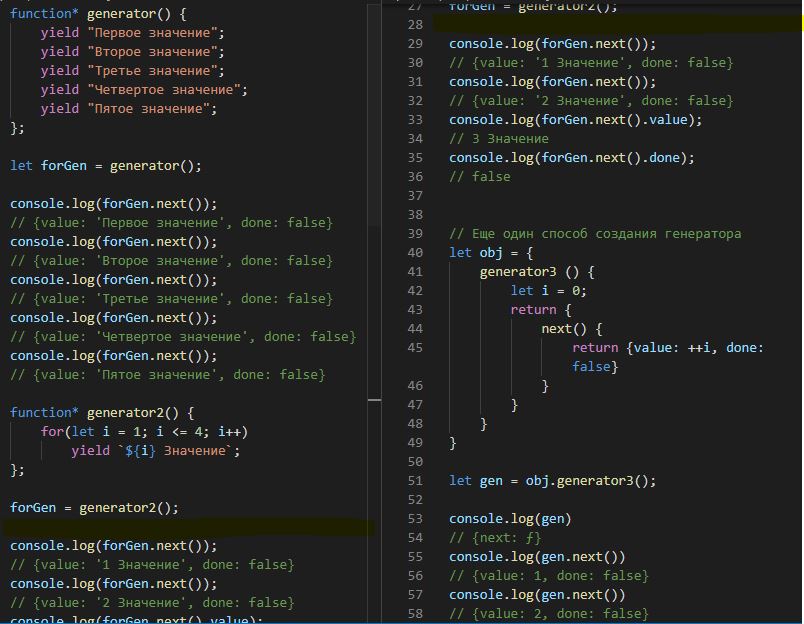 function* generator() {
yield "Первое значение";
yield "Второе значение";
yield "Третье значение";
yield "Четвертое значение";
yield "Пятое значение";
};
let forGen = generator();
console.log(forGen.next());
// {value: 'Первое значение', done: false}
console.log(forGen.next());
// {value: 'Второе значение', done: false}
console.log(forGen.next());
// {value: 'Третье значение', done: false}
console.log(forGen.next());
// {value: 'Четвертое значение', done: false}
console.log(forGen.next());
// {value: 'Пятое значение', done: false}
function* generator2() {
for(let i = 1; i <= 4; i++)
yield `${i} Значение`;
};
forGen = generator2();
console.log(forGen.next());
// {value: '1 Значение', done: false}
console.log(forGen.next());
// {value: '2 Значение', done: false}
console.log(forGen.next().value);
27 forGen = generator2();
28
29 console.log(forGen.next());
30 // {value: '1 Значение', done: false}
31 console.log(forGen.next());
32 // {value: '2 Значение', done: false}
33 console.log(forGen.next().value);
34 // 3 Значение
35 console.log(forGen.next().done);
36 // false
37
38
39 // Еще один способ создания генератора
40 let obj = {
41 generator3 () {
42 let i = 0;
43 return {
44 next() {
45 return {value: ++i, done:
false}
46 }
47 }
48 }
49 }
50
51 let gen = obj.generator3();
52
53 console.log(gen)
54 // {next: ƒ}
55 console.log(gen.next())
56 // {value: 1, done: false}
57 console.log(gen.next())
58 // {value: 2, done: false}